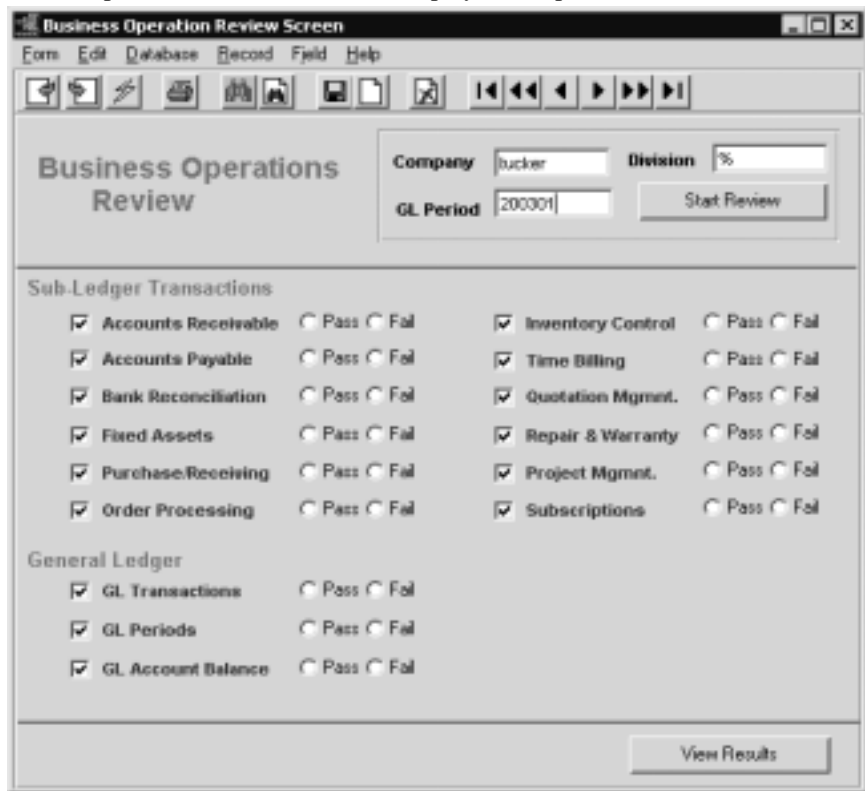 Business Operation Review Screen
Form Edit Database Record Field Help
Business Operations
Review
Company tucker Division %
GL Period 200301 Start Review
Sub-Ledger Transactions
Accounts Receivable Pass Fail Inventory Control Pass Fail
Accounts Payable Pass Fail Time Billing Pass Fail
Bank Reconciliation Pass Fail Quotation Mgmnt. Pass Fail
Fixed Assets Pass Fail Repair & Warranty Pass Fail
Purchase/Receiving Pass Fail Project Mgmnt. Pass Fail
Order Processing Pass Fail Subscriptions Pass Fail
General Ledger
GL Transactions Pass Fail
GL Periods Pass Fail
GL Account Balance Pass Fail
View Results